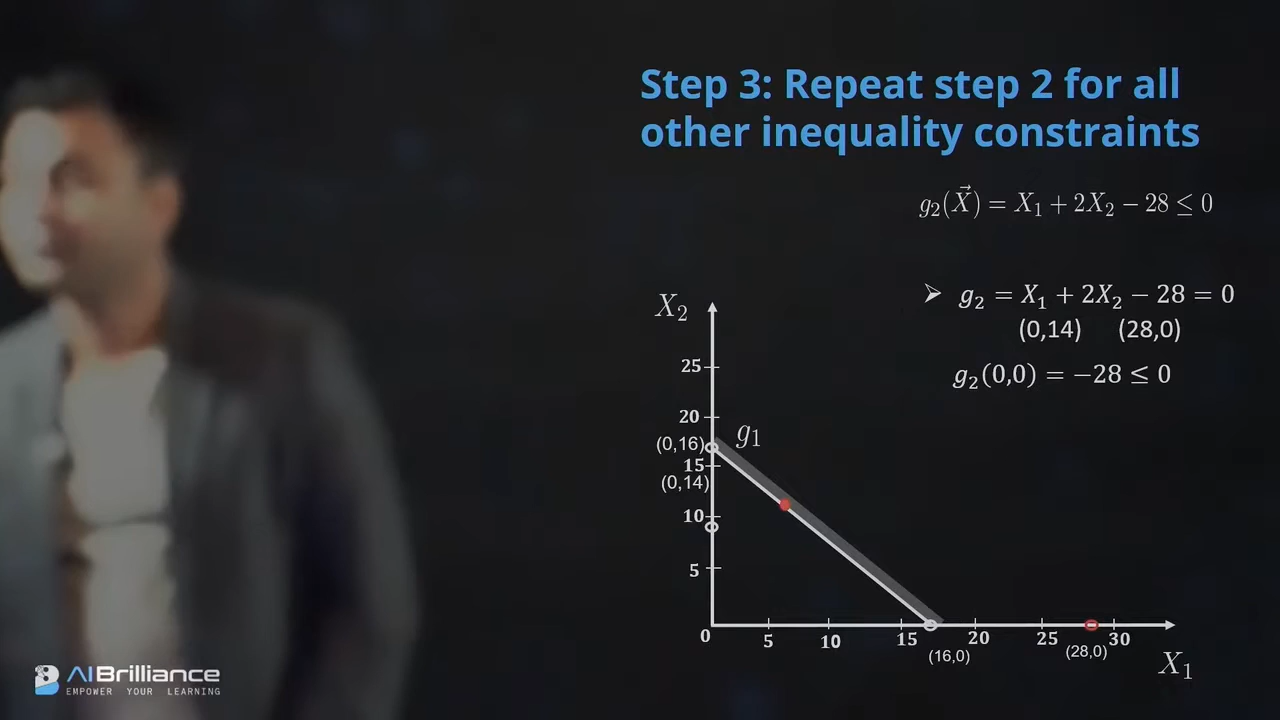 Step 3: Repeat step 2 for all
other inequality constraints
g₂(X⃗) = X₁ + 2X₂ − 28 ≤ 0
➢ g₂ = X₁ + 2X₂ − 28 = 0
(0,14) (28,0)
g₂(0,0) = −28 ≤ 0
X₂
25
20
(0,16)
g₁
15
(0,14)
10
5
0
5
10
15
20
25
30
(16,0)
(28,0)
X₁
AIBrilliance
EMPOWER YOUR LEARNING